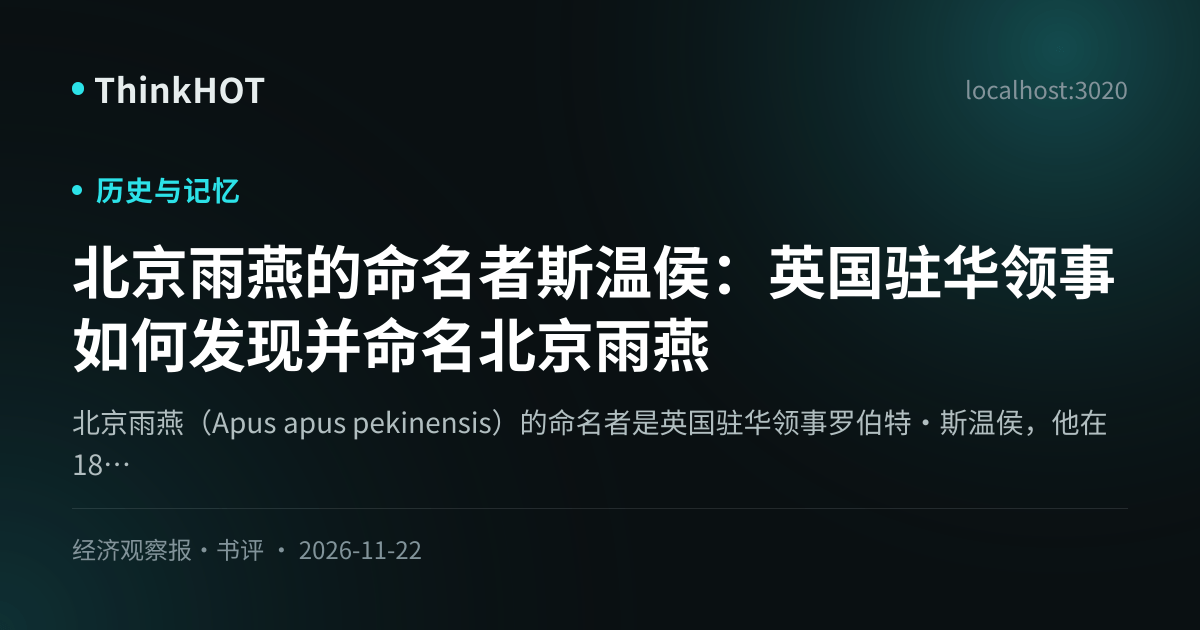 ThinkHOT
localhost:3020
历史与记忆
北京雨燕的命名者斯温侯：英国驻华领事
如何发现并命名北京雨燕
北京雨燕（Apus apus pekinensis）的命名者是英国驻华领事罗伯特·斯温侯，他在
18…
经济观察报·书评 · 2026-11-22